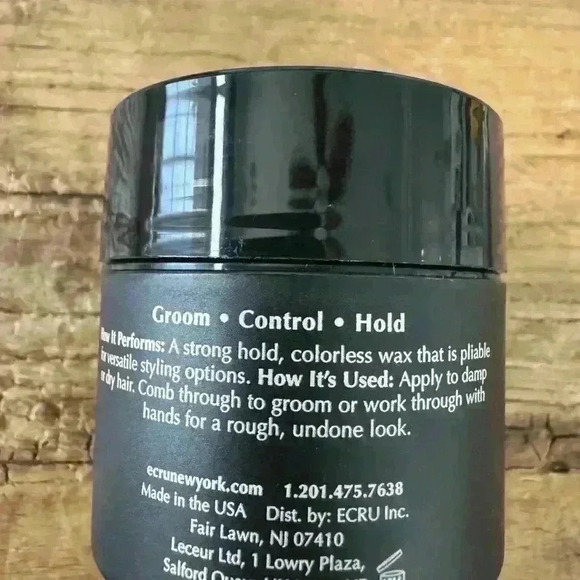 Groom • Control • Hold
How It Performs: A strong hold, colorless wax that is pliable
for versatile styling options. How It's Used: Apply to damp
or dry hair. Comb through to groom or work through with
hands for a rough, undone look.
ecrunewyork.com 1.201.475.7638
Made in the USA Dist. by: ECRU Inc.
Fair Lawn, NJ 07410
Leceur Ltd, 1 Lowry Plaza,
Salford